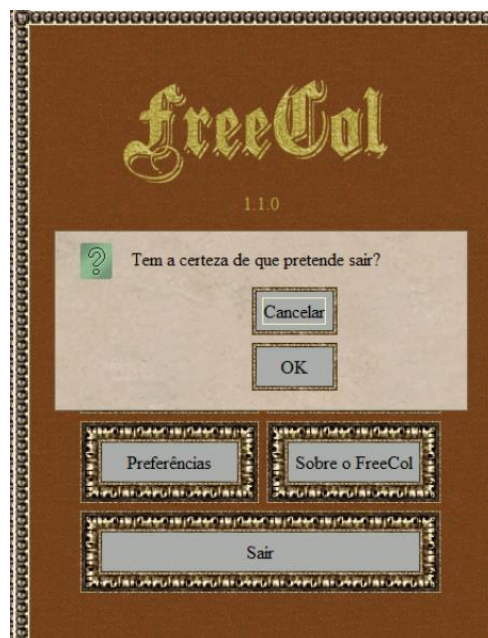 FreeCol
1.1.0
Tem a certeza de que pretende sair?
Cancelar
OK
Preferências
Sobre o FreeCol
Sair